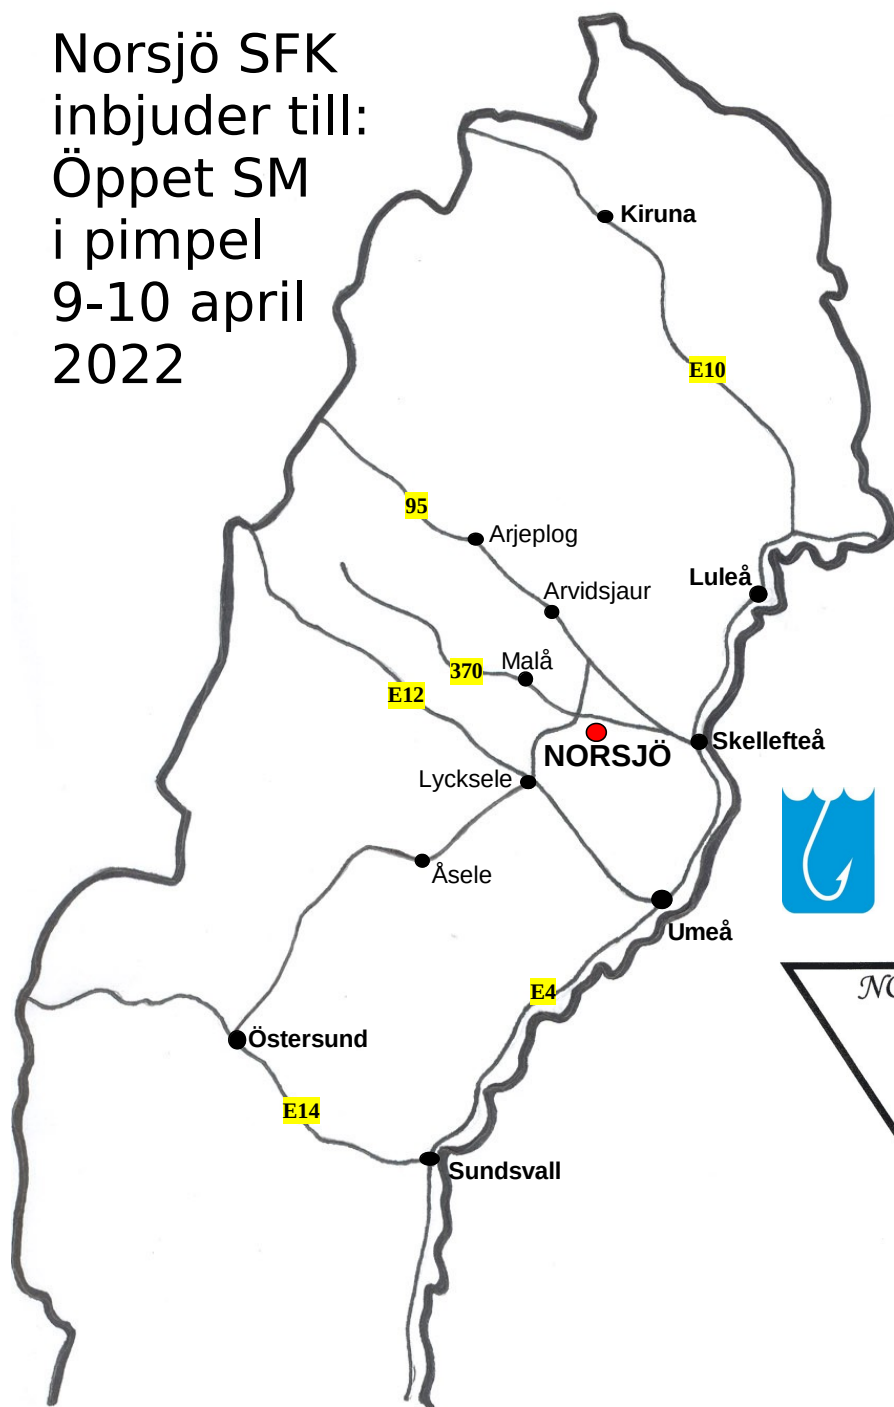 Norsjö SFK
inbjuder till:
Öppet SM
i pimpel
9-10 april
2022
Kiruna
E10
95
Arjeplog
Luleå
Arvidsjaur
Malå
370
E12
Skellefteå
NORSJÖ
Lycksele
Åsele
Umeå
E4
Östersund
E14
Sundsvall